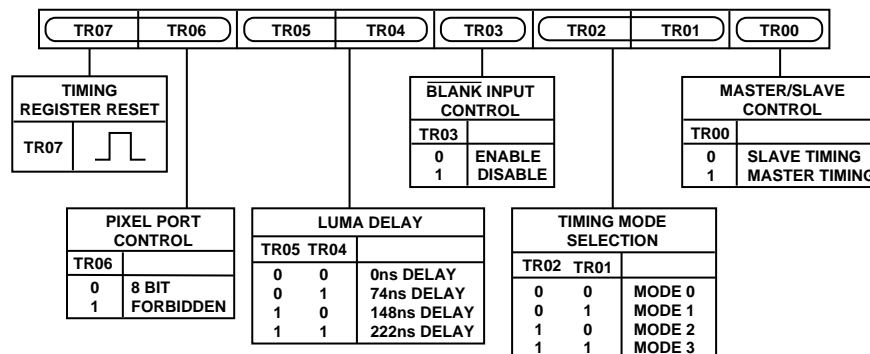 TR07 TR06 TR05 TR04 TR03 TR02 TR01 TR00
TIMING
REGISTER RESET
TR07
BLANK INPUT
CONTROL
TR03
0 ENABLE
1 DISABLE
MASTER/SLAVE
CONTROL
TR00
0 SLAVE TIMING
1 MASTER TIMING
PIXEL PORT
CONTROL
TR06
0 8 BIT
1 FORBIDDEN
LUMA DELAY
TR05 TR04
0 0 0ns DELAY
0 1 74ns DELAY
1 0 148ns DELAY
1 1 222ns DELAY
TIMING MODE
SELECTION
TR02 TR01
0 0 MODE 0
0 1 MODE 1
1 0 MODE 2
1 1 MODE 3